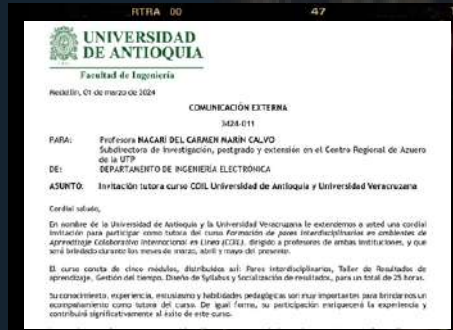 RTRA 00 47
UNIVERSIDAD
DE ANTIOQUIA
Facultad de Ingeniería
Medellín, 01 de marzo de 2024
COMUNICACIÓN EXTERNA
3424-011
PARA: Profesora NACARÍ DEL CARMEN MARÍN CALVO
Subdirectora de investigación, postgrado y extensión en el Centro Regional de Azuero
de la UTP
DE: DEPARTAMENTO DE INGENIERÍA ELECTRÓNICA
ASUNTO: Invitación tutora curso COIL Universidad de Antioquia y Universidad Veracruzana
Cordial saludo,
En nombre de la Universidad de Antioquia y la Universidad Veracruzana le extendemos a usted una cordial
invitación para participar como tutora del curso Formación de pares interdisciplinarios en ambientes de
Aprendizaje Colaborativo Internacional en Línea (COIL), dirigido a profesores de ambas instituciones, y que
será brindado durante los meses de marzo, abril y mayo del presente.
El curso consta de cinco módulos, distribuidos así: Pares Interdisciplinarios, Taller de Resultados de
aprendizaje, Gestión del tiempo, Diseño de Syllabus y Socialización de resultados, para un total de 25 horas.
Su conocimiento, experiencia, entusiasmo y habilidades pedagógicas son muy importantes para brindarnos un
acompañamiento como tutora del curso. De igual forma, su participación enriquecerá la experiencia y
contribuirá significativamente al éxito de este curso.